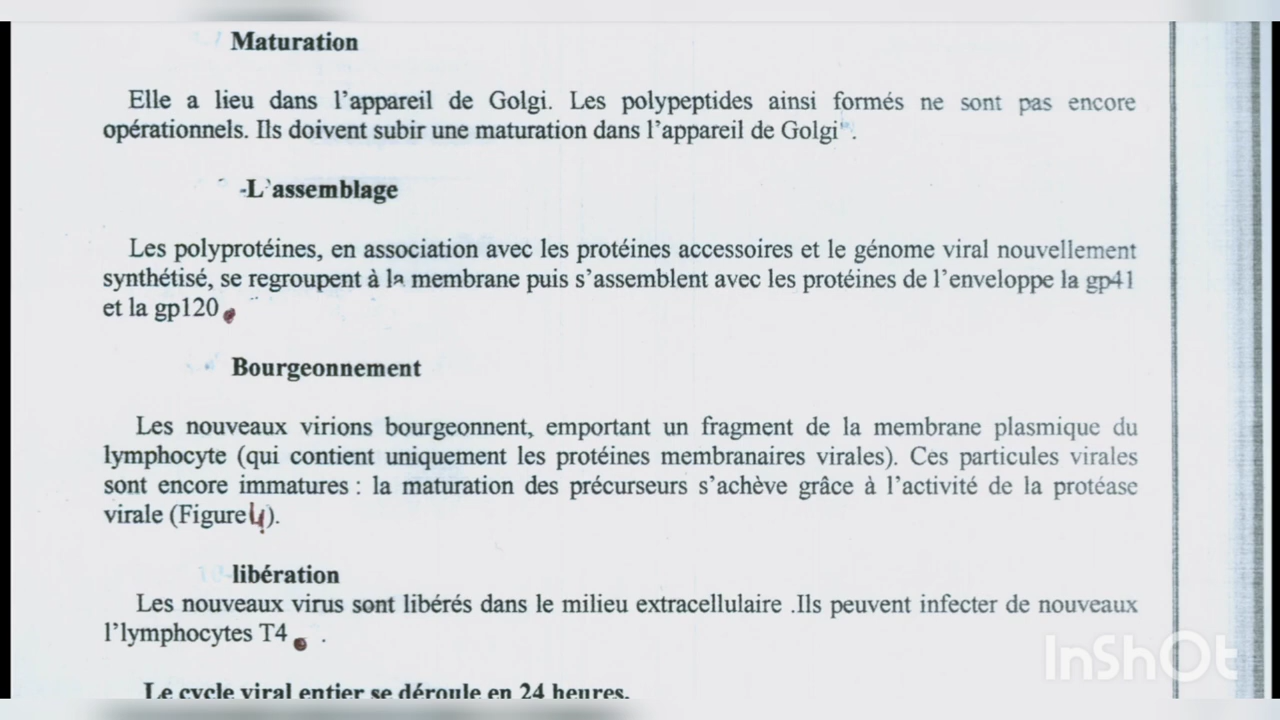 Maturation
Elle a lieu dans l'appareil de Golgi. Les polypeptides ainsi formés ne sont pas encore
opérationnels. Ils doivent subir une maturation dans l'appareil de Golgi .
-L'assemblage
Les polyprotéines, en association avec les protéines accessoires et le génome viral nouvellement
synthétisé, se regroupent à la membrane puis s'assemblent avec les protéines de l'enveloppe la gp41
et la gp120.
Bourgeonnement
Les nouveaux virions bourgeonnent, emportant un fragment de la membrane plasmique du
lymphocyte (qui contient uniquement les protéines membranaires virales). Ces particules virales
sont encore immatures : la maturation des précurseurs s'achève grâce à l'activité de la protéase
virale (Figure 4).
libération
Les nouveaux virus sont libérés dans le milieu extracellulaire .Ils peuvent infecter de nouveaux
l'lymphocytes T4. .
Le cycle viral entier se déroule en 24 heures.
InShOt